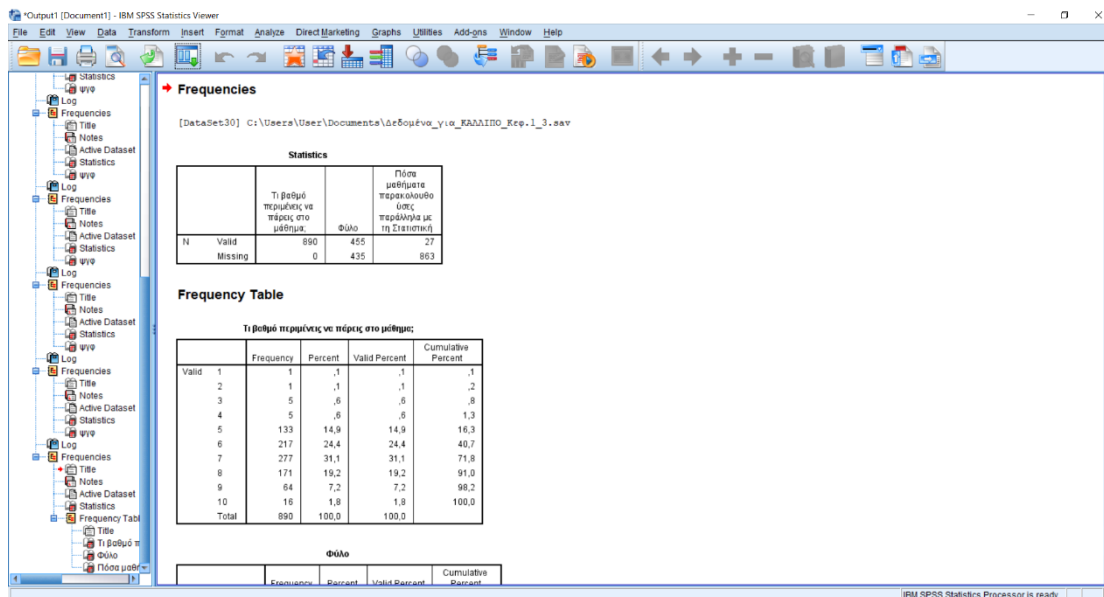 *Output1 [Document1] - IBM SPSS Statistics Viewer
File Edit View Data Transform Insert Format Analyze Direct Marketing Graphs Utilities Add-ons Window Help
Statistics
ψγφ
Log
Frequencies
Title
Notes
Active Dataset
Statistics
ψγφ
Log
Frequencies
Title
Notes
Active Dataset
Statistics
ψγφ
Log
Frequencies
Title
Notes
Active Dataset
Statistics
ψγφ
Log
Frequencies
Title
Notes
Active Dataset
Statistics
ψγφ
Log
Frequencies
Title
Notes
Active Dataset
Statistics
Frequency Tabl
Title
Τι βαθμό π
Φύλο
Πόσα μαθη
Frequencies
[DataSet30] C:\Users\User\Documents\Δεδομένα_για_ΚΑΛΛΙΠΟ_Κεφ.1_3.sav
Statistics
Τι βαθμό περιμένεις να πάρεις στο μάθημα; Φύλο Πόσα μαθήματα παρακολουθο ύσες παράλληλα με τη Στατιστική
N Valid 890 455 27
Missing 0 435 863
Frequency Table
Τι βαθμό περιμένεις να πάρεις στο μάθημα;
Frequency Percent Valid Percent Cumulative Percent
Valid 1 1 ,1 ,1 ,1
2 1 ,1 ,1 ,2
3 5 ,6 ,6 ,8
4 5 ,6 ,6 1,3
5 133 14,9 14,9 16,3
6 217 24,4 24,4 40,7
7 277 31,1 31,1 71,8
8 171 19,2 19,2 91,0
9 64 7,2 7,2 98,2
10 16 1,8 1,8 100,0
Total 890 100,0 100,0
Φύλο
Frequency Percent Valid Percent Cumulative Percent
IBM SPSS Statistics Processor is ready